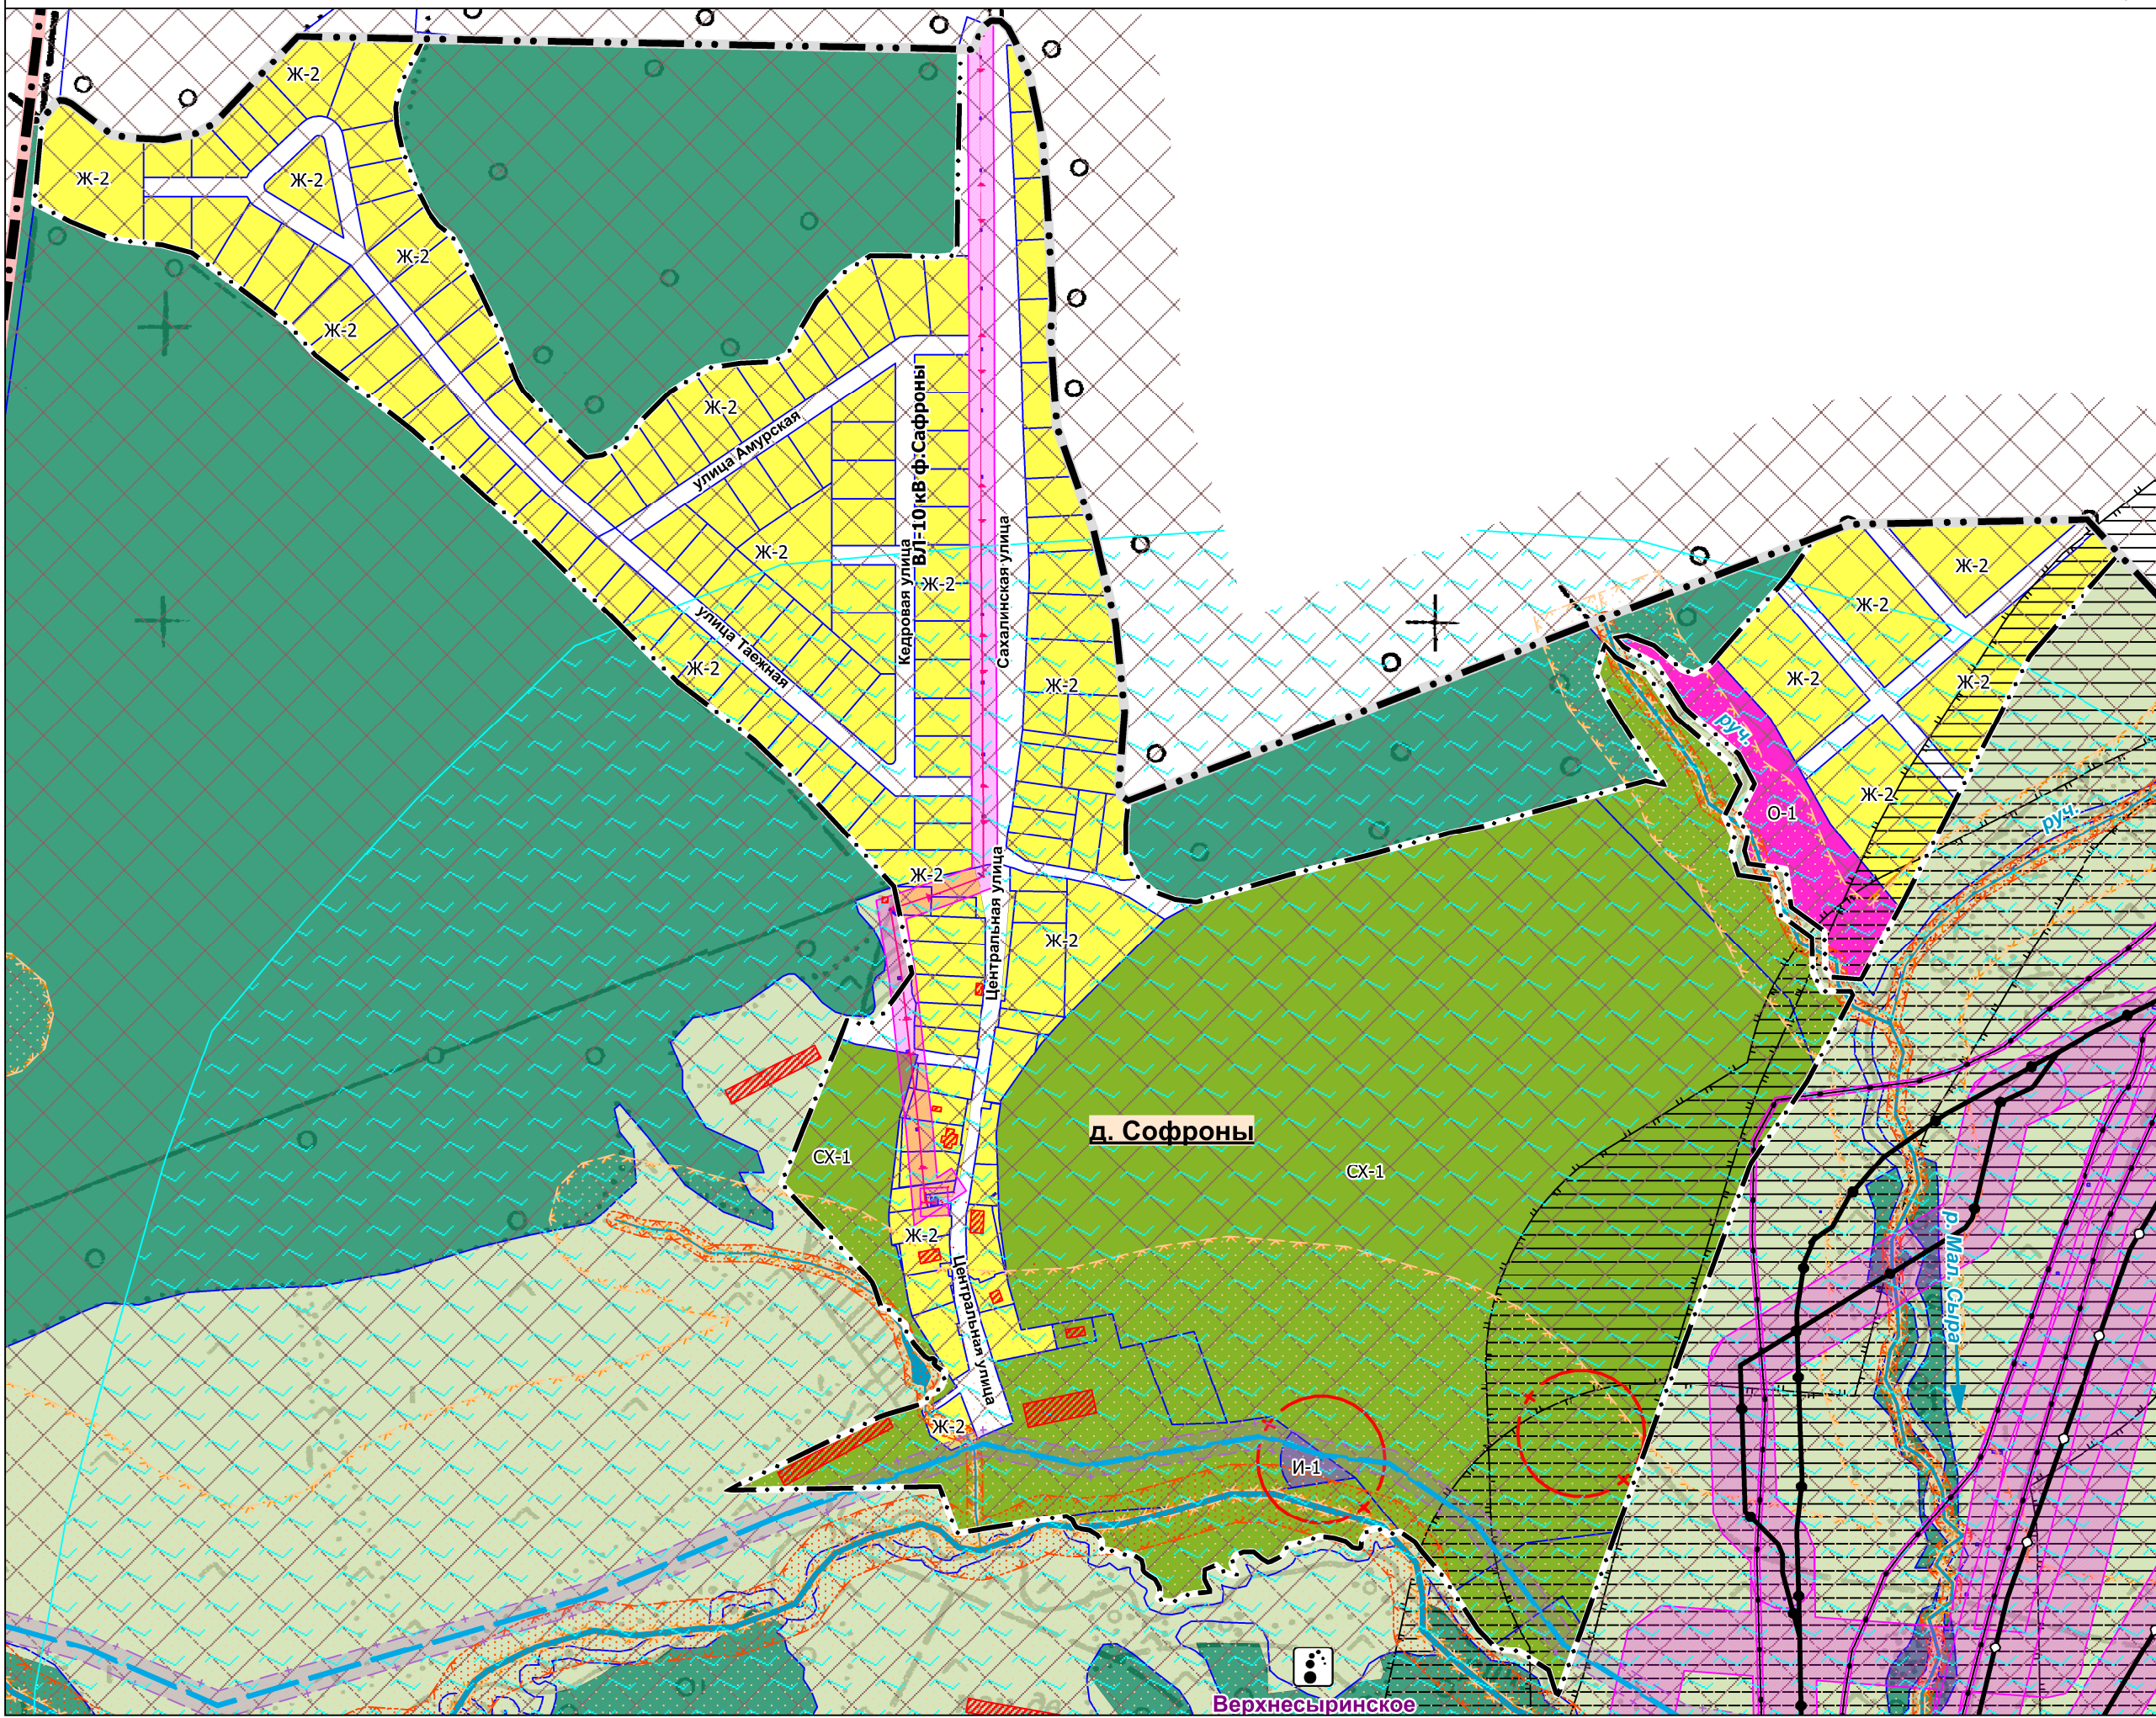 Ж-2
Ж-2
Ж-2
Ж-2
Ж-2
Ж-2
улица Амурская
ВЛ-10 кВ ф.Сафроны
Кедровая улица
Сахалинская улица
Ж-2
Ж-2
улица Таежная
Ж-2
Ж-2
Ж-2
Ж-2
Ж-2
Ж-2
Ж-2
руч.
О-1
руч.
Ж-2
Центральная улица
Ж-2
д. Софроны
СХ-1
СХ-1
Ж-2
Центральная улица
р. Мал. Сыра
Ж-2
И-1
Верхнесыринское